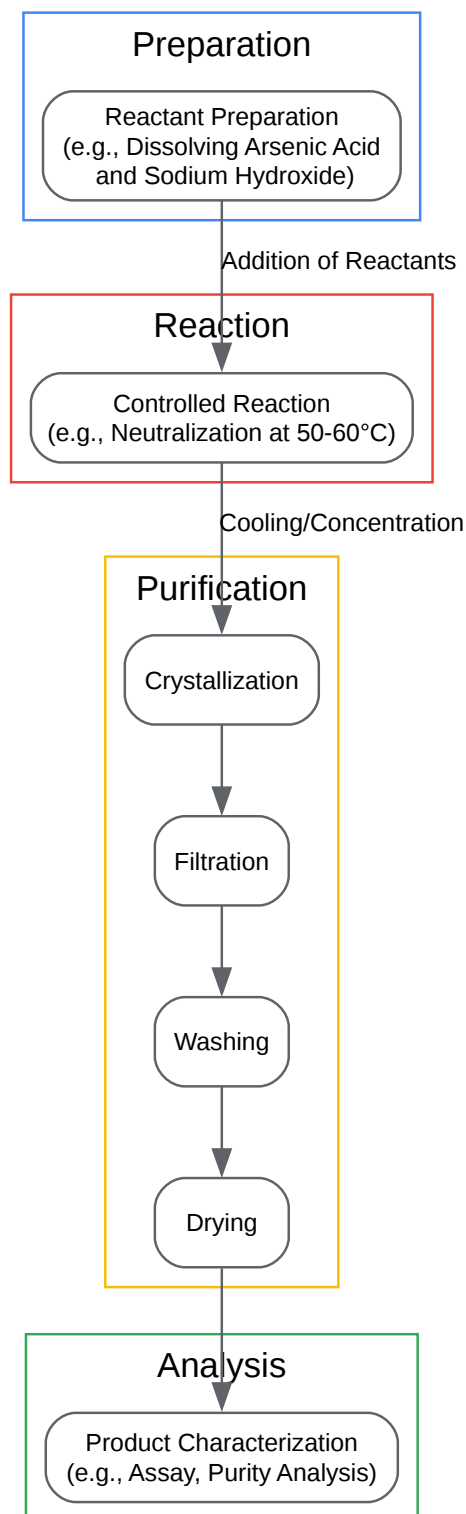 Preparation
Reactant Preparation
(e.g., Dissolving Arsenic Acid
and Sodium Hydroxide)
Addition of Reactants
Reaction
Controlled Reaction
(e.g., Neutralization at 50-60°C)
Cooling/Concentration
Purification
Crystallization
Filtration
Washing
Drying
Analysis
Product Characterization
(e.g., Assay, Purity Analysis)